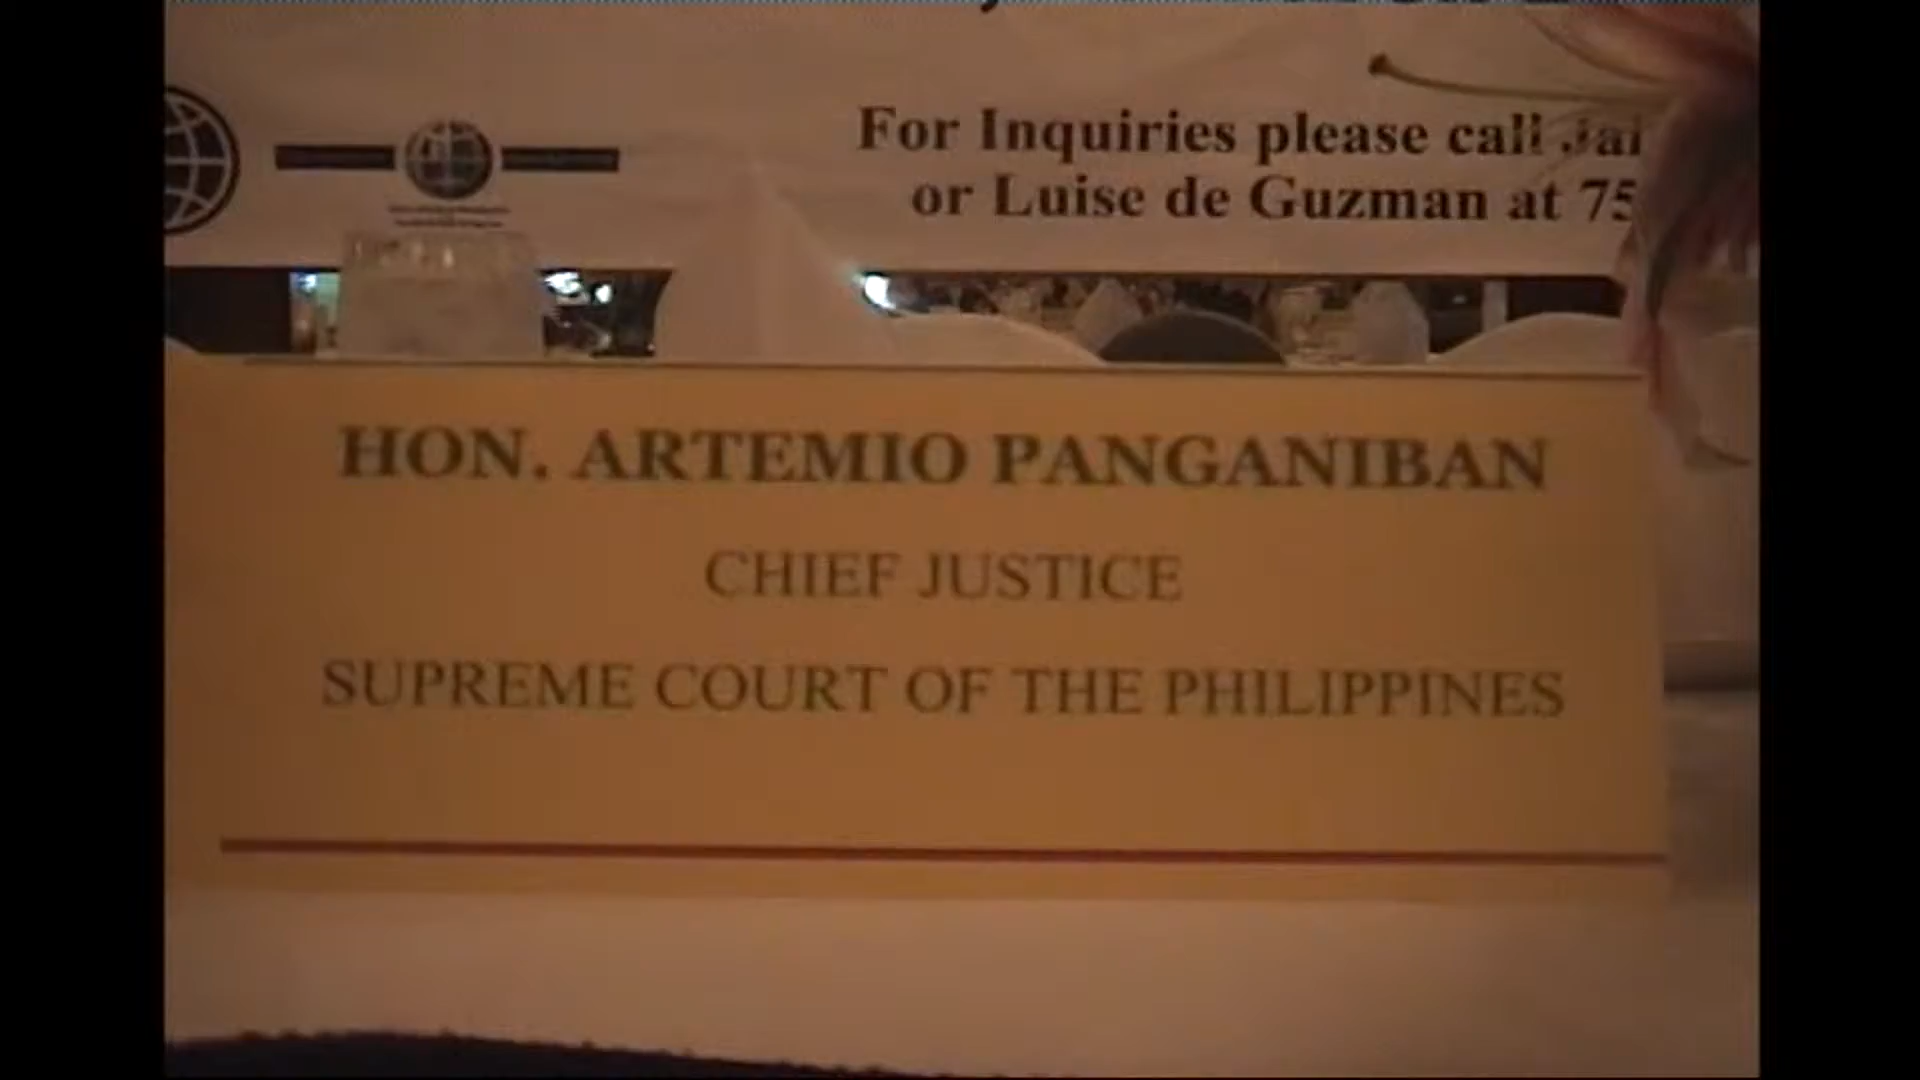 For Inquiries please call
or Luise de Guzman at 75
HON. ARTEMIO PANGANIBAN
CHIEF JUSTICE
SUPREME COURT OF THE PHILIPPINES